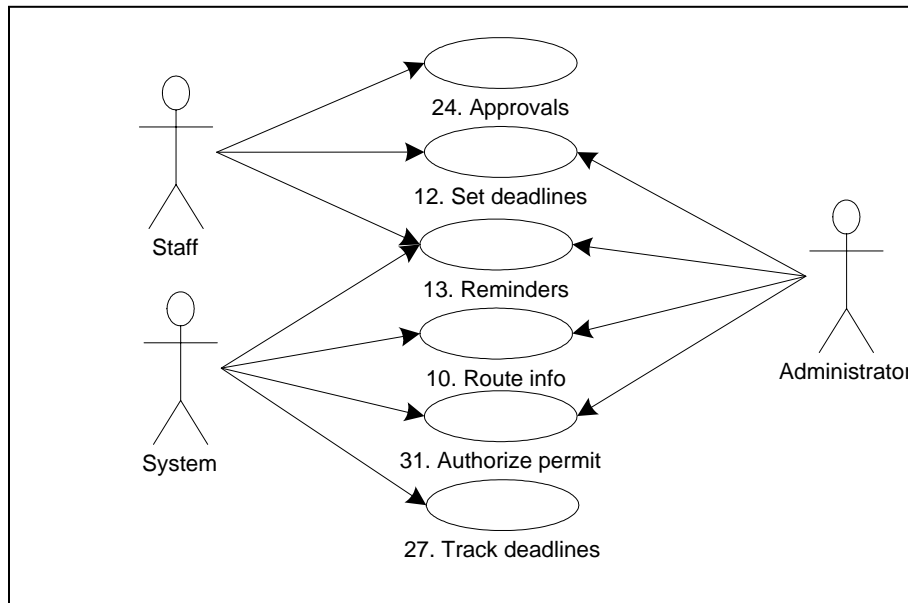 24. Approvals
12. Set deadlines
Staff
13. Reminders
Administrator
10. Route info
System
31. Authorize permit
27. Track deadlines